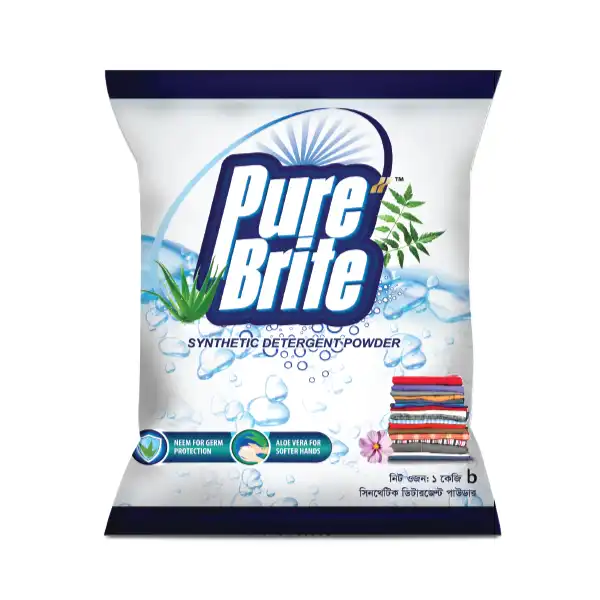 Pure
Brite
™
SYNTHETIC DETERGENT POWDER
NEEM FOR GERM
PROTECTION
ALOE VERA FOR
SOFTER HANDS
নিট ওজন: ১ কেজি b
সিনথেটিক ডিটারজেন্ট পাউডার